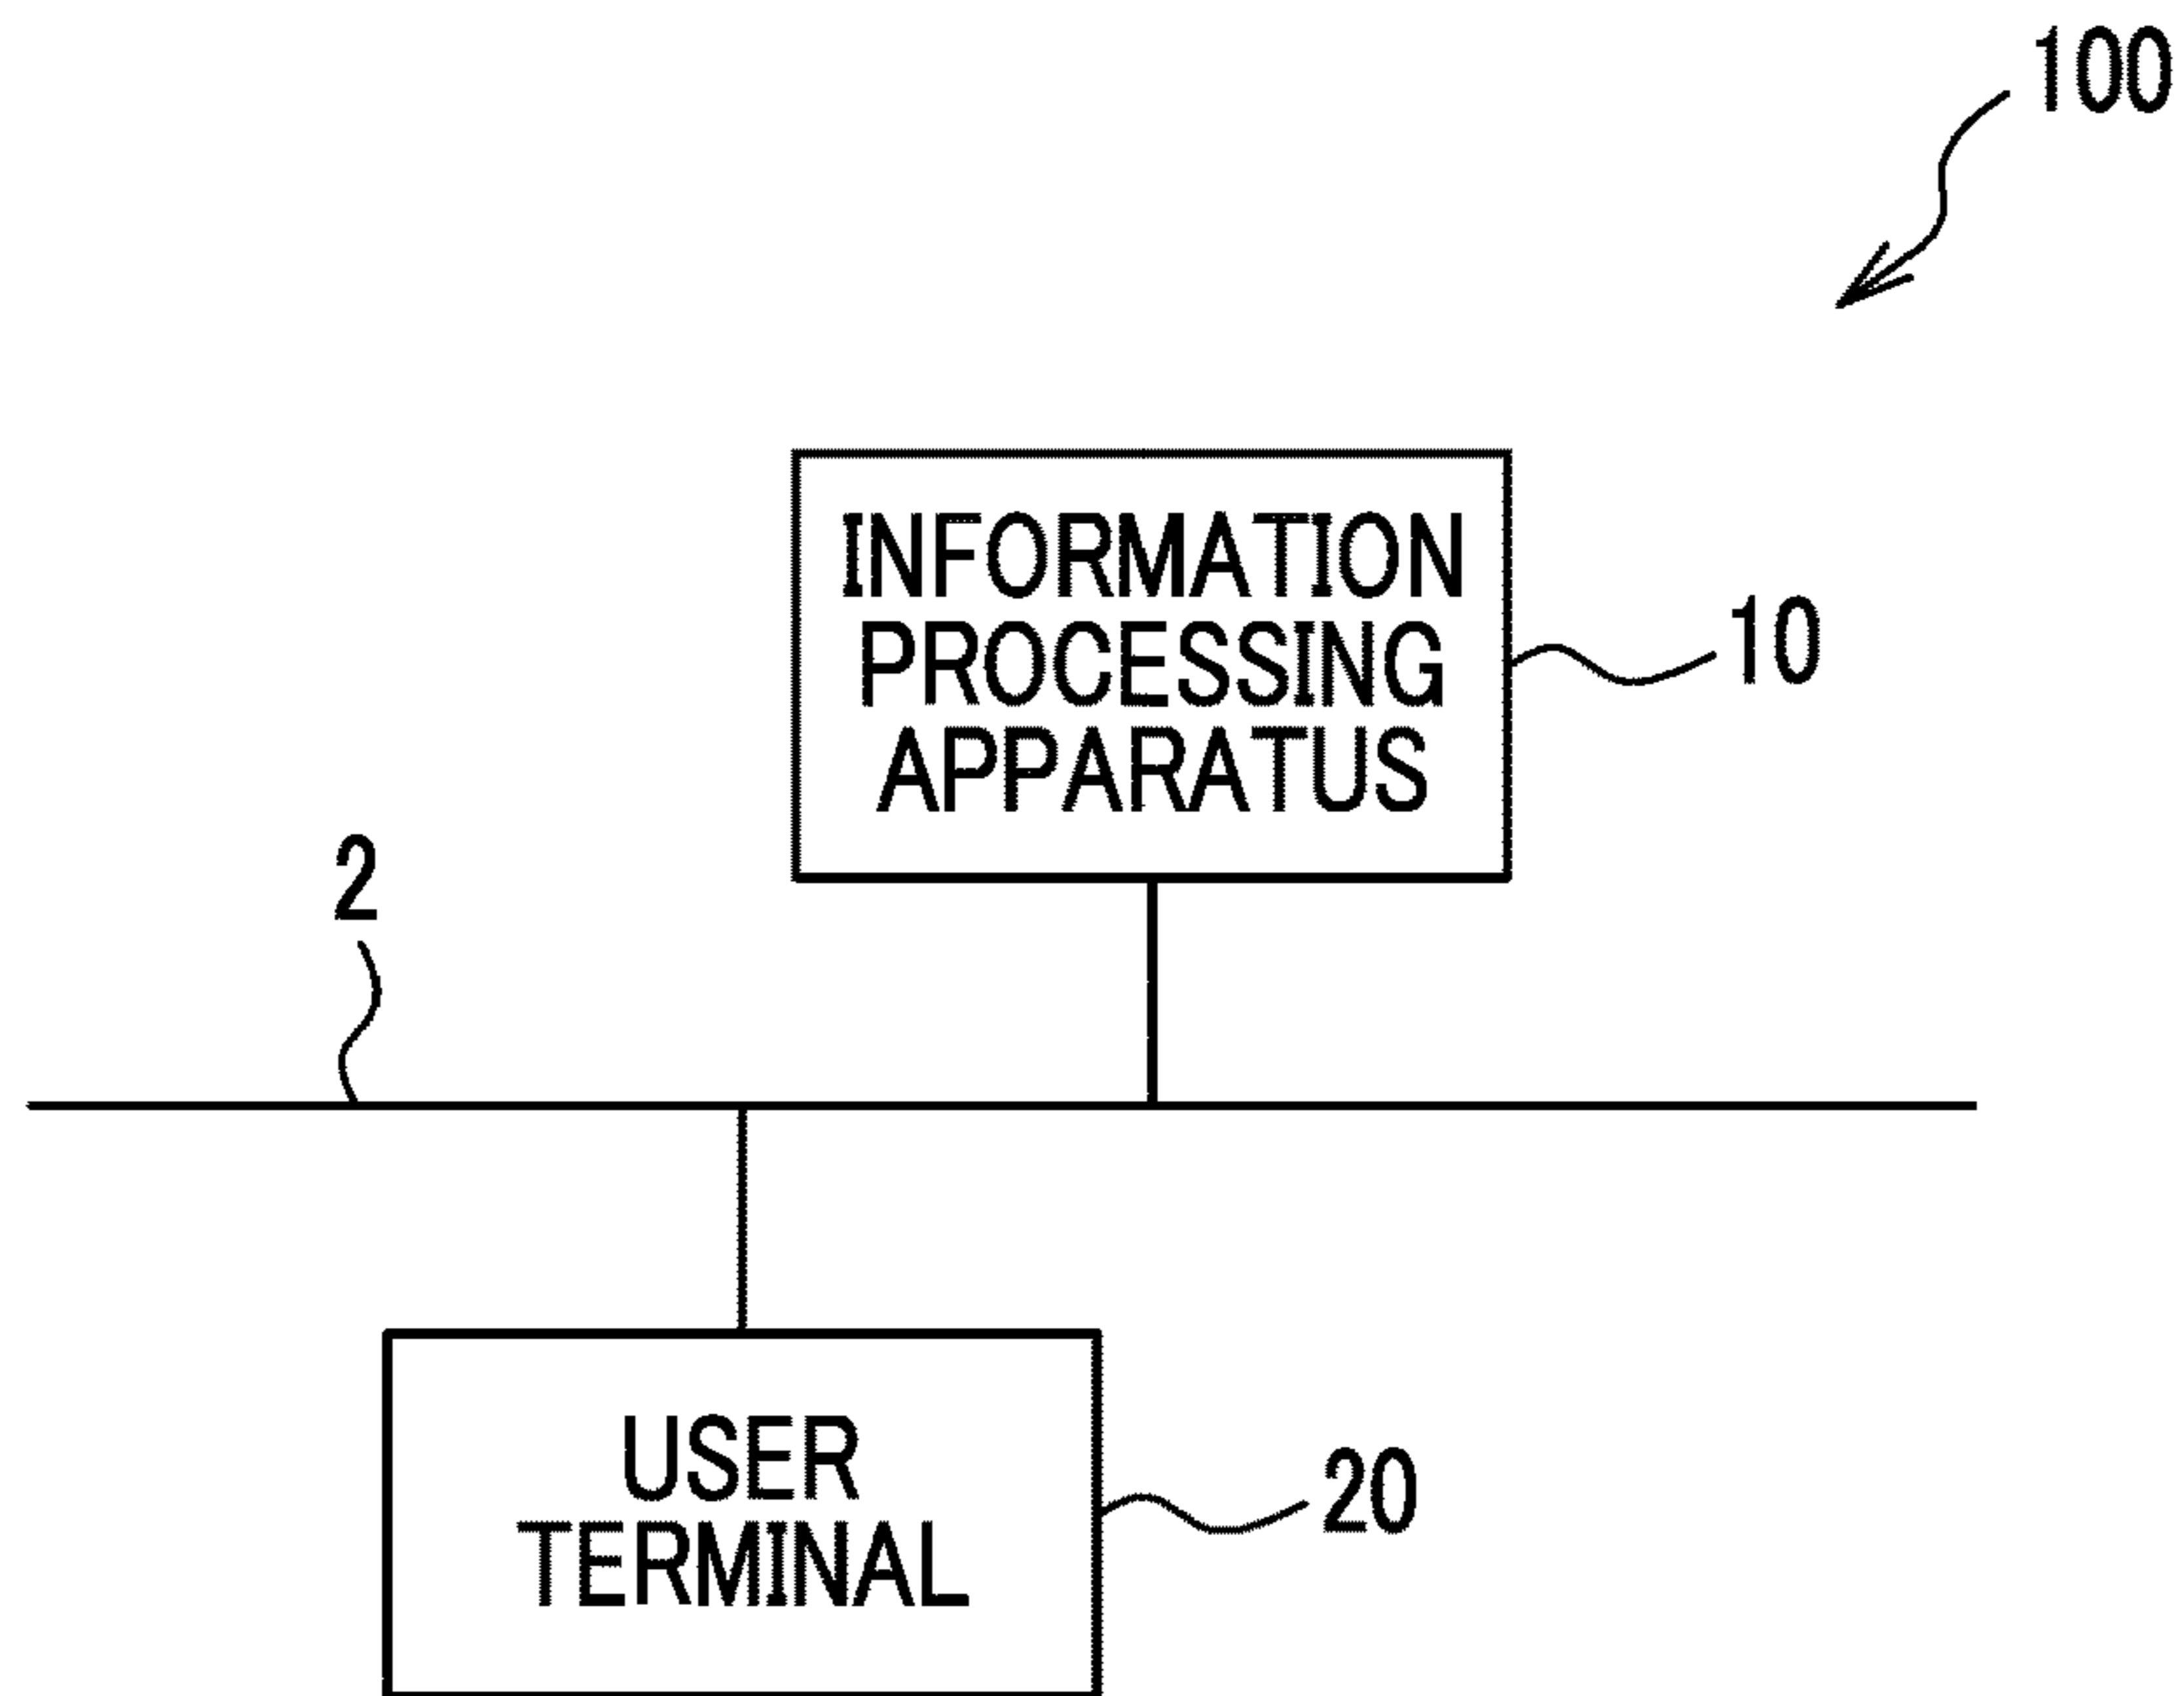 100
INFORMATION
PROCESSING
APPARATUS
10
2
USER
TERMINAL
20